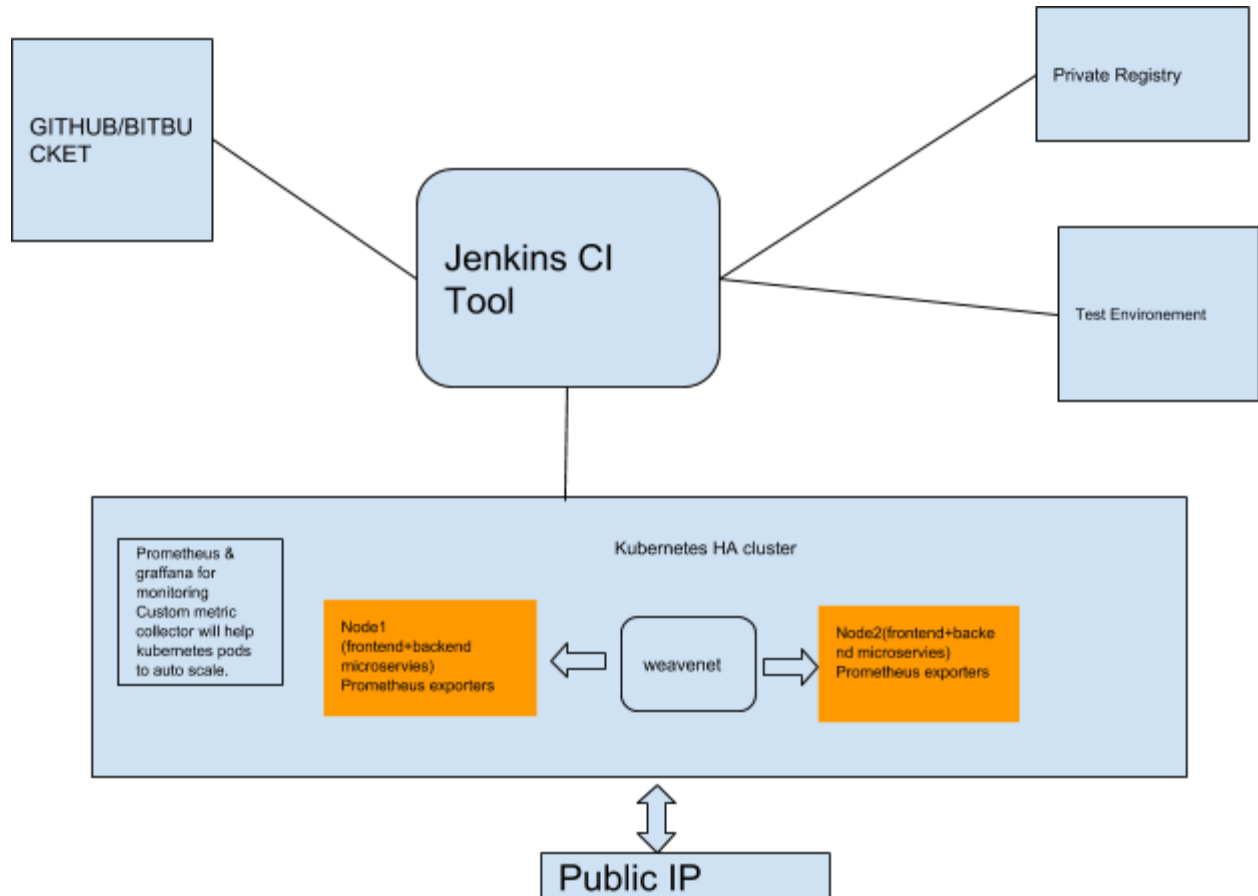 GITHUB/BITBU
CKET
Private Registry
Jenkins CI
Tool
Test Environement
Kubernetes HA cluster
Prometheus &
graffana for
monitoring
Custom metric
collector will help
kubernetes pods
to auto scale.
Node1
(frontend+backend
microservies)
Prometheus exporters
weavenet
Node2(frontend+backe
nd microservies)
Prometheus exporters
Public IP